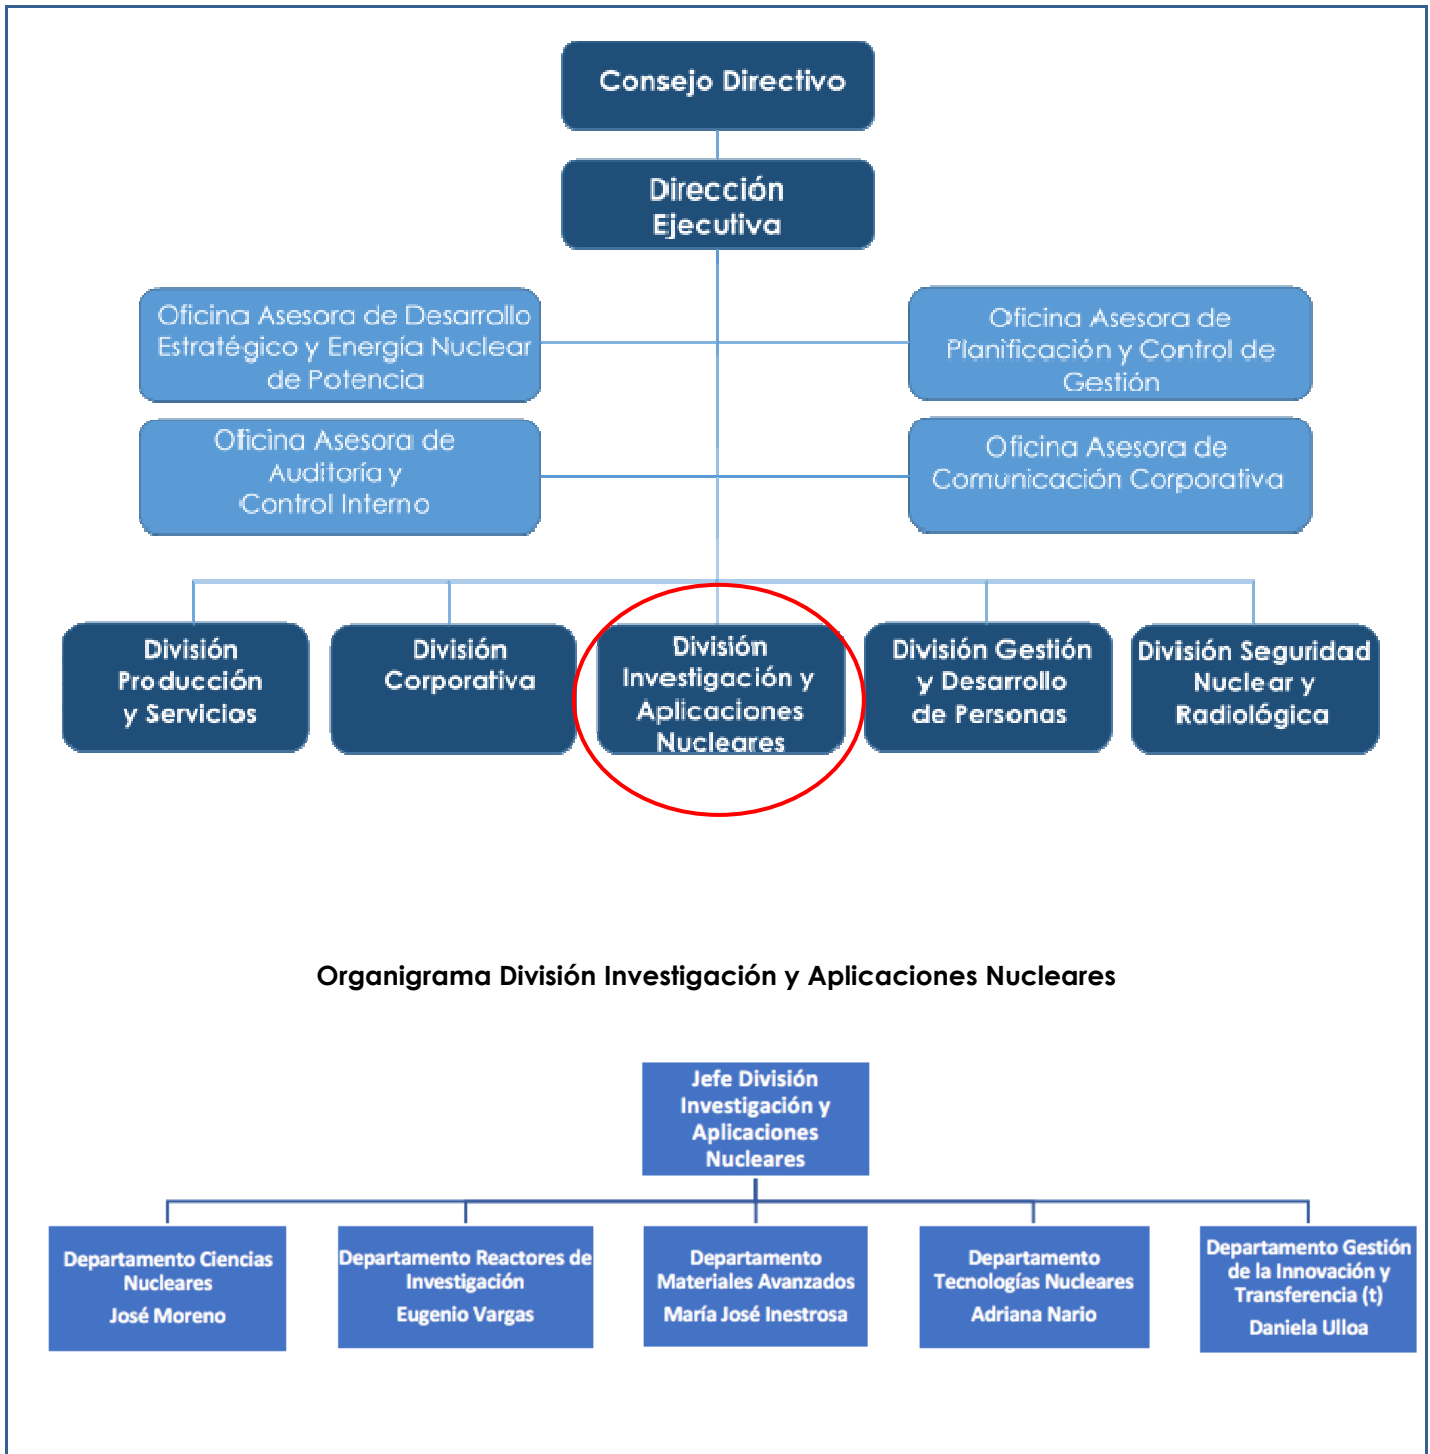 Consejo Directivo
Dirección
Ejecutiva
Oficina Asesora de Desarrollo
Estratégico y Energía Nuclear
de Potencia
Oficina Asesora de
Planificación y Control de
Gestión
Oficina Asesora de
Auditoría y
Control Interno
Oficina Asesora de
Comunicación Corporativa
División
Producción
y Servicios
División
Corporativa
División
Investigación y
Aplicaciones
Nucleares
División Gestión
y Desarrollo
de Personas
División Seguridad
Nuclear y
Radiológica
Organigrama División Investigación y Aplicaciones Nucleares
Jefe División
Investigación y
Aplicaciones
Nucleares
Departamento Ciencias
Nucleares
José Moreno
Departamento Reactores de
Investigación
Eugenio Vargas
Departamento
Materiales Avanzados
María José Inestrosa
Departamento
Tecnologías Nucleares
Adriana Nario
Departamento Gestión
de la Innovación y
Transferencia (t)
Daniela Ulloa